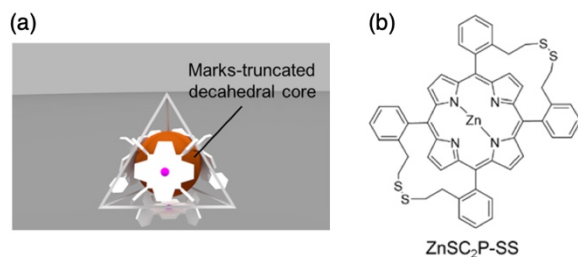 (a)
Marks-truncated
decahedral core
(b)
S
S
N
N
Zn
N
N
S
S
ZnSC₂P-SS